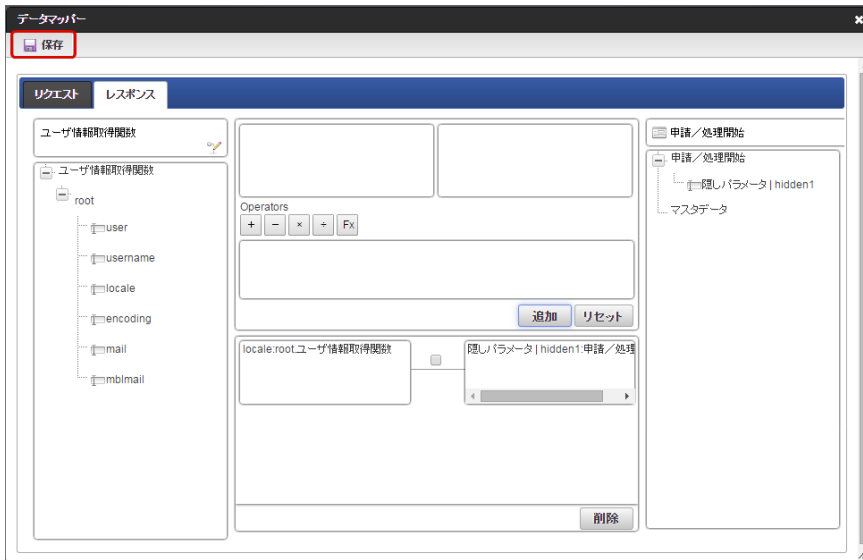 データマッパー
保存
リクエスト
レスポンス
ユーザ情報取得関数
ユーザ情報取得関数
root
user
username
locale
encoding
mail
mblmail
Operators
+ − × ÷ Fx
追加 リセット
locale:root.ユーザ情報取得関数
隠しパラメータ | hidden1:申請／処理
削除
申請／処理開始
申請／処理開始
隠しパラメータ | hidden1
マスタデータ